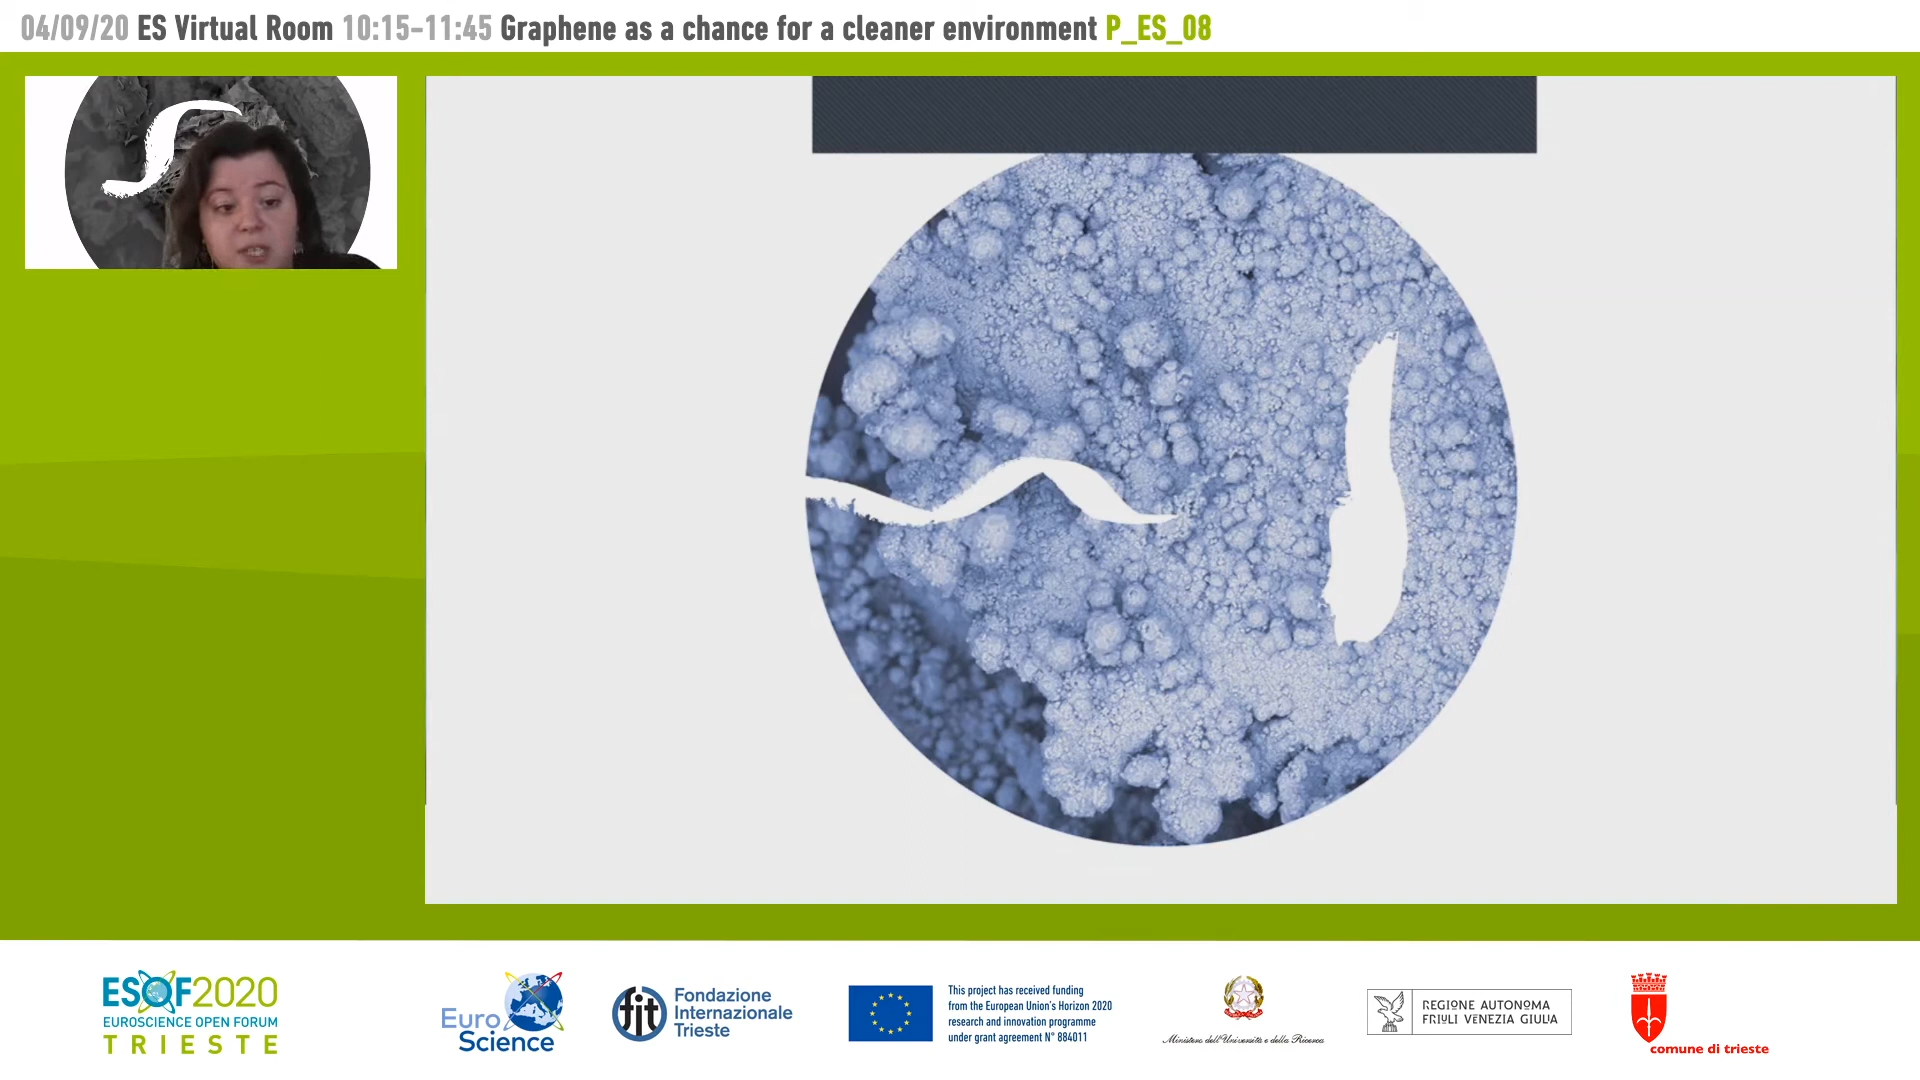 04/09/20 ES Virtual Room 10:15-11:45 Graphene as a chance for a cleaner environment P_ES_08
ESOF2020
EUROSCIENCE OPEN FORUM
TRIESTE
Euro
Science
fit
Fondazione
Internazionale
Trieste
This project has received funding
from the European Union's Horizon 2020
research and innovation programme
under grant agreement N° 884011
Ministero dell'Università e della Ricerca
REGIONE AUTONOMA
FRIULI VENEZIA GIULIA
comune di trieste